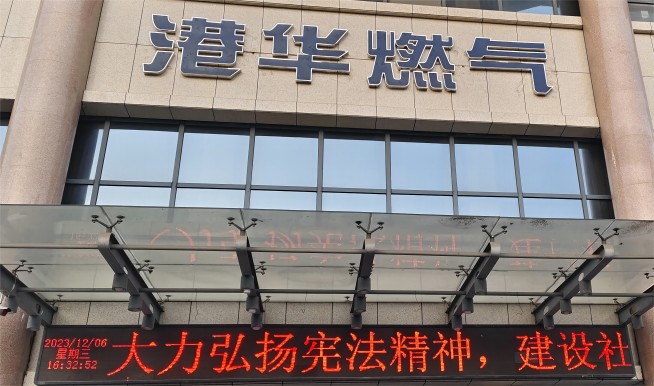 港华燃气
2023/12/06
星期三
16:32:52
大力弘扬宪法精神，建设社